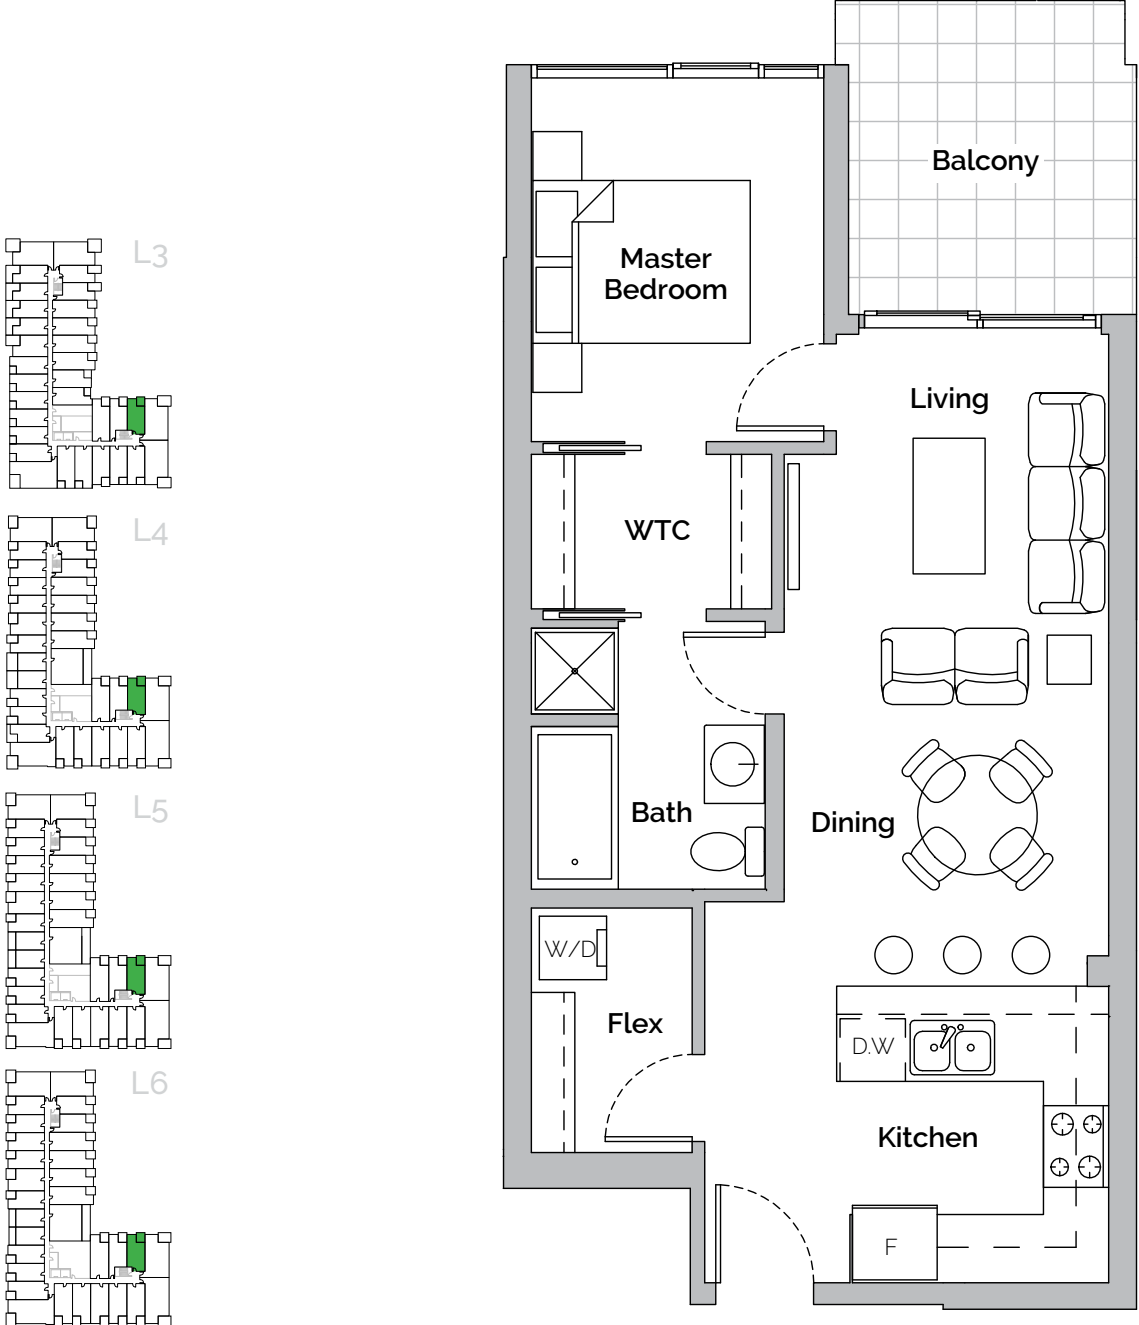 Balcony
Master
Bedroom
L3
Living
L4
WTC
L5
Bath
Dining
W/D
Flex
D.W
L6
Kitchen
F